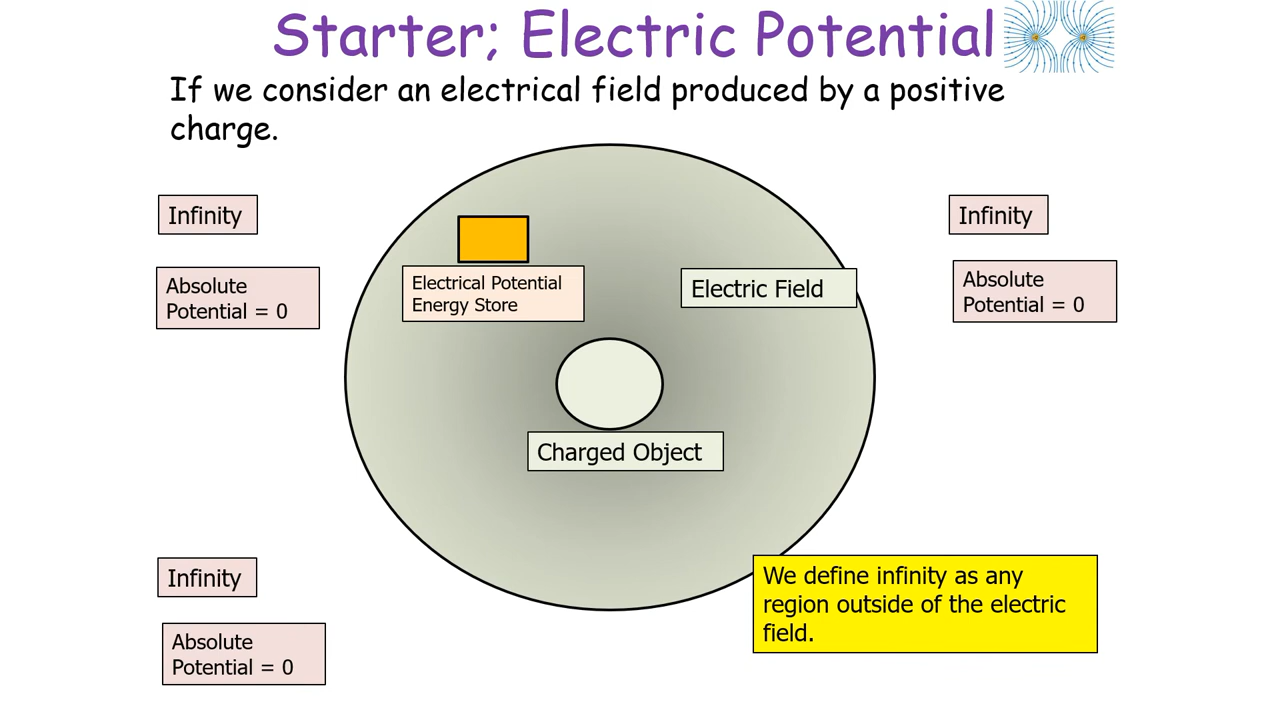 Starter; Electric Potential
If we consider an electrical field produced by a positive
charge.
Infinity
Infinity
Absolute
Potential = 0
Electrical Potential
Energy Store
Electric Field
Absolute
Potential = 0
Charged Object
Infinity
We define infinity as any
region outside of the electric
field.
Absolute
Potential = 0